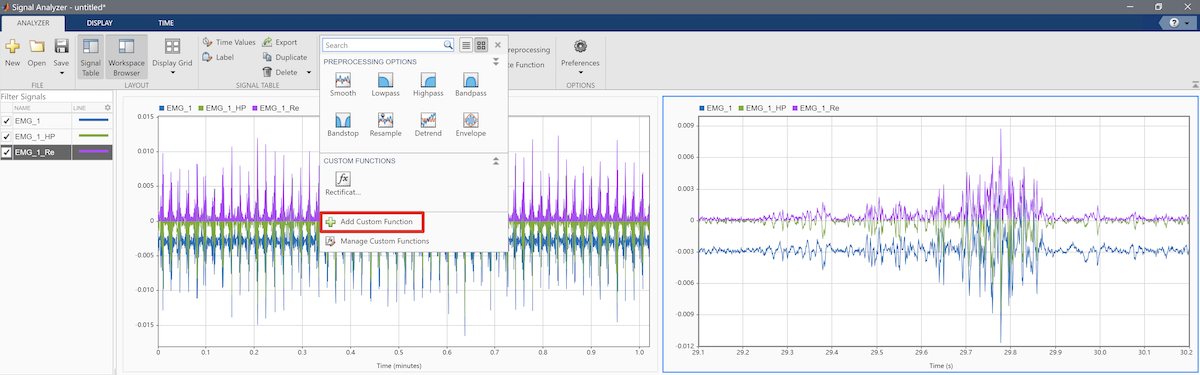 Signal Analyzer - untitled*
ANALYZER DISPLAY TIME
New Open Save
FILE
Signal Table
Workspace Browser
Display Grid
LAYOUT
Time Values
Label
Export
Duplicate
Delete
SIGNAL TABLE
Search
PREPROCESSING OPTIONS
Smooth Lowpass Highpass Bandpass
Bandstop Resample Detrend Envelope
CUSTOM FUNCTIONS
fx
Rectificat...
Add Custom Function
Manage Custom Functions
reprocessing
te Function
Preferences
OPTIONS
?
Filter Signals
NAME LINE
EMG_1
EMG_1_HP
EMG_1_Re
EMG_1 EMG_1_HP EMG_1_Re
0.015
0.010
0.005
0
-0.005
-0.010
-0.015
0 0.1 0.2 0.3 0.4 0.5 0.6 0.7 0.8 0.9 1.0
Time (minutes)
EMG_1 EMG_1_HP EMG_1_Re
0.009
0.006
0.003
0
-0.003
-0.006
-0.009
-0.012
29.1 29.2 29.3 29.4 29.5 29.6 29.7 29.8 29.9 30.0 30.1 30.2
Time (s)